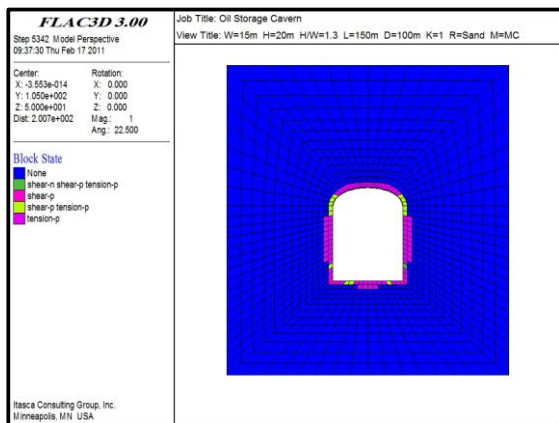 FLAC3D 3.00
Step 5342 Model Perspective
09:37:30 Thu Feb 17 2011
Center:
X: -3.553e-014
Y: 1.050e+002
Z: 5.000e+001
Dist: 2.007e+002
Rotation:
X: 0.000
Y: 0.000
Z: 0.000
Mag.: 1
Ang.: 22.500
Block State
None
shear-n shear-p tension-p
shear-p
shear-p tension-p
tension-p
Itasca Consulting Group, Inc.
Minneapolis, MN USA
Job Title: Oil Storage Cavern
View Title: W=15m H=20m H/W=1.3 L=150m D=100m K=1 R=Sand M=MC